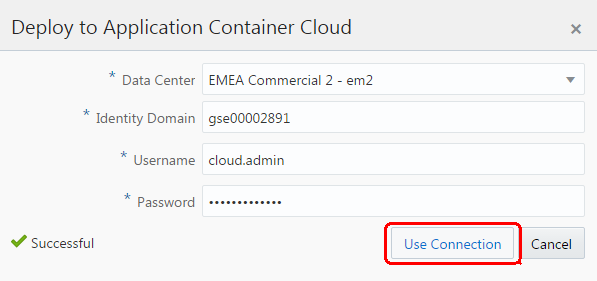 Deploy to Application Container Cloud
* Data Center EMEA Commercial 2 - em2
* Identity Domain gse00002891
* Username cloud.admin
* Password •••••••••••••
Successful Use Connection Cancel